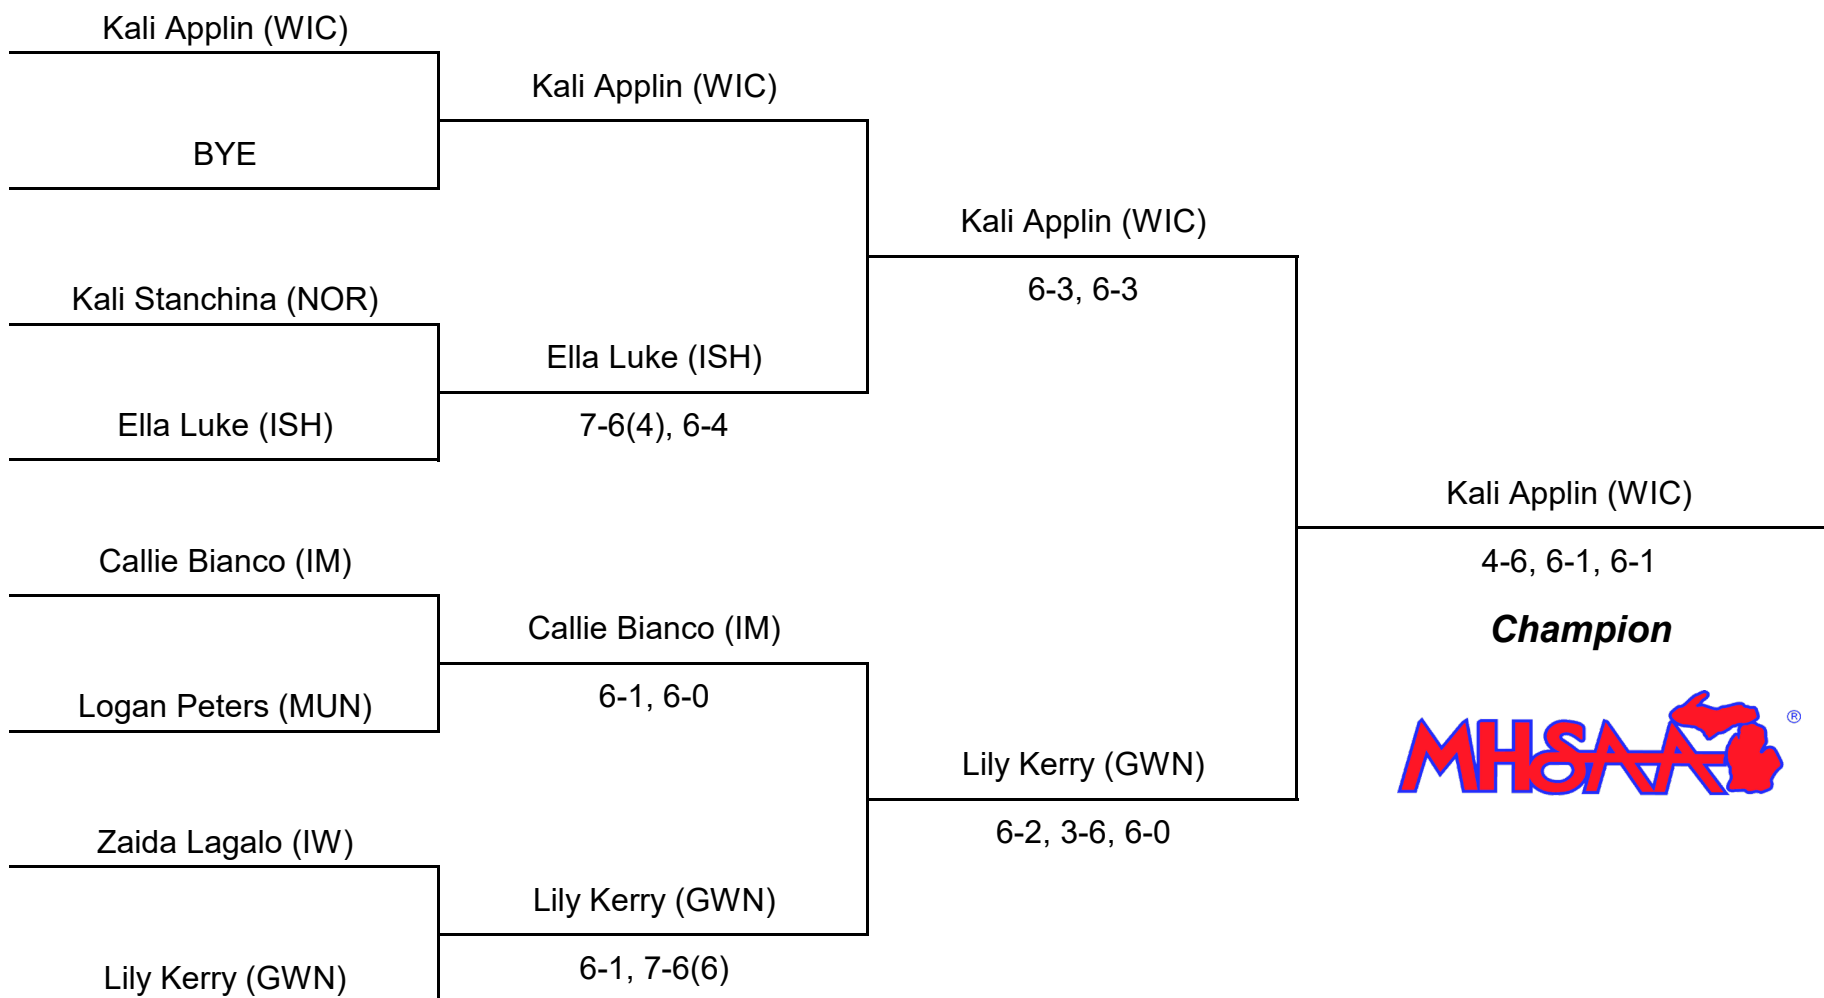 Kali Applin (WIC)
BYE
Kali Stanchina (NOR)
Ella Luke (ISH)
Callie Bianco (IM)
Logan Peters (MUN)
Zaida Lagalo (IW)
Lily Kerry (GWN)
Kali Applin (WIC)
Ella Luke (ISH)
7-6(4), 6-4
Callie Bianco (IM)
6-1, 6-0
Lily Kerry (GWN)
6-1, 7-6(6)
Kali Applin (WIC)
6-3, 6-3
Lily Kerry (GWN)
6-2, 3-6, 6-0
Kali Applin (WIC)
4-6, 6-1, 6-1
Champion
MHSAA ®